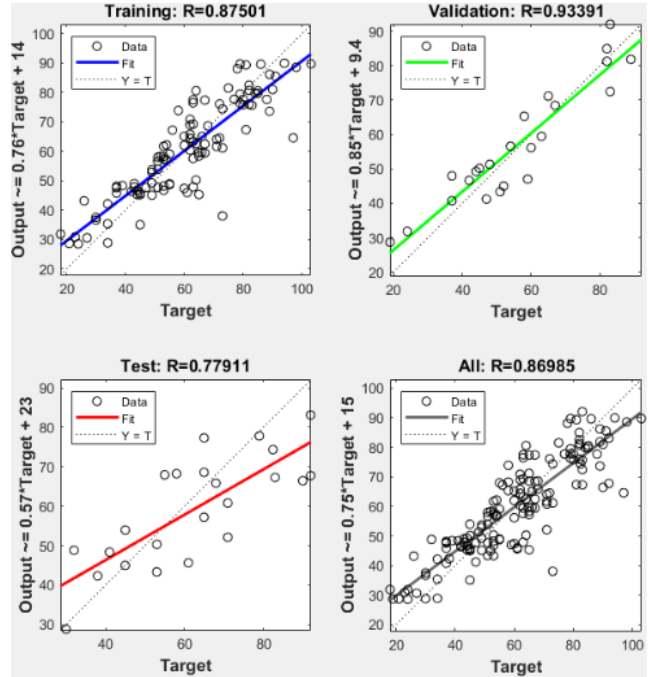 Training: R=0.87501
Output ~= 0.76*Target + 14
100
90
80
70
60
50
40
30
20
Data
Fit
Y = T
20 40 60 80 100
Target
Validation: R=0.93391
Output ~= 0.85*Target + 9.4
90
80
70
60
50
40
30
20
Data
Fit
Y = T
20 40 60 80
Target
Test: R=0.77911
Output ~= 0.57*Target + 23
90
80
70
60
50
40
30
Data
Fit
Y = T
40 60 80
Target
All: R=0.86985
Output ~= 0.75*Target + 15
100
90
80
70
60
50
40
30
20
Data
Fit
Y = T
20 40 60 80 100
Target